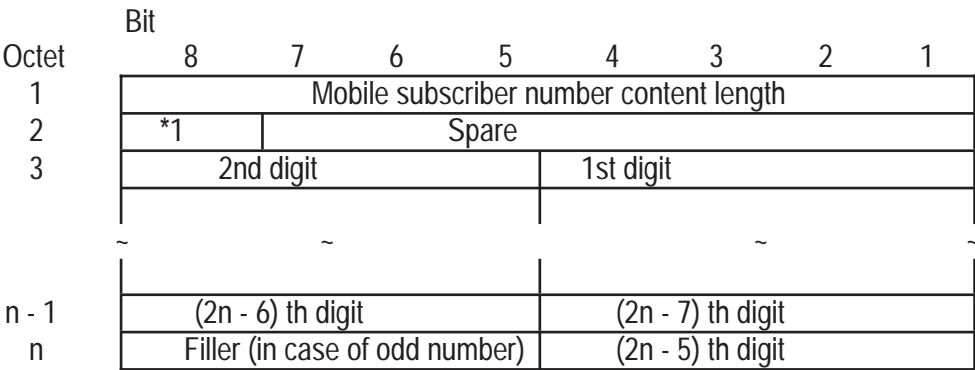 Bit
Octet 8 7 6 5 4 3 2 1
1 Mobile subscriber number content length
2 *1 Spare
3 2nd digit 1st digit
~ ~ ~ ~
n - 1 (2n - 6) th digit (2n - 7) th digit
n Filler (in case of odd number) (2n - 5) th digit